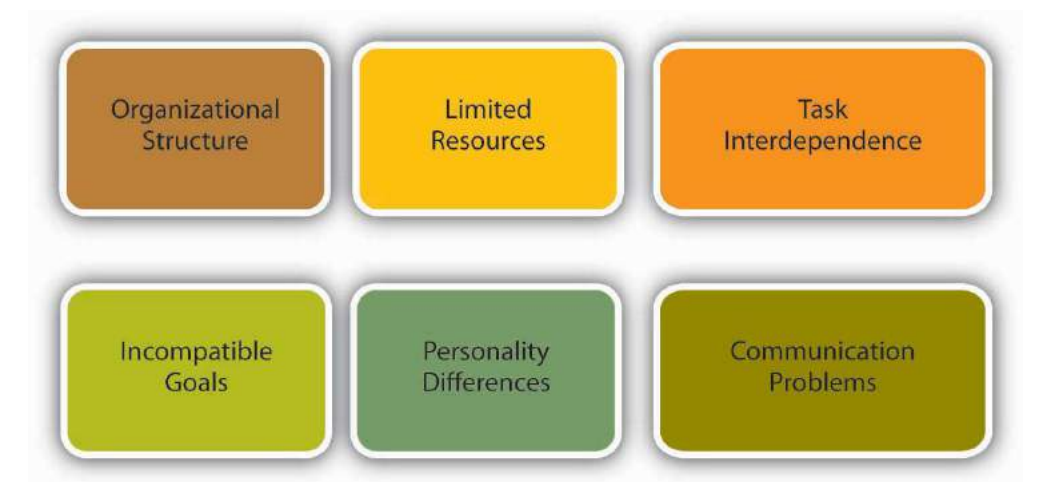 Organizational
Structure
Limited
Resources
Task
Interdependence
Incompatible
Goals
Personality
Differences
Communication
Problems